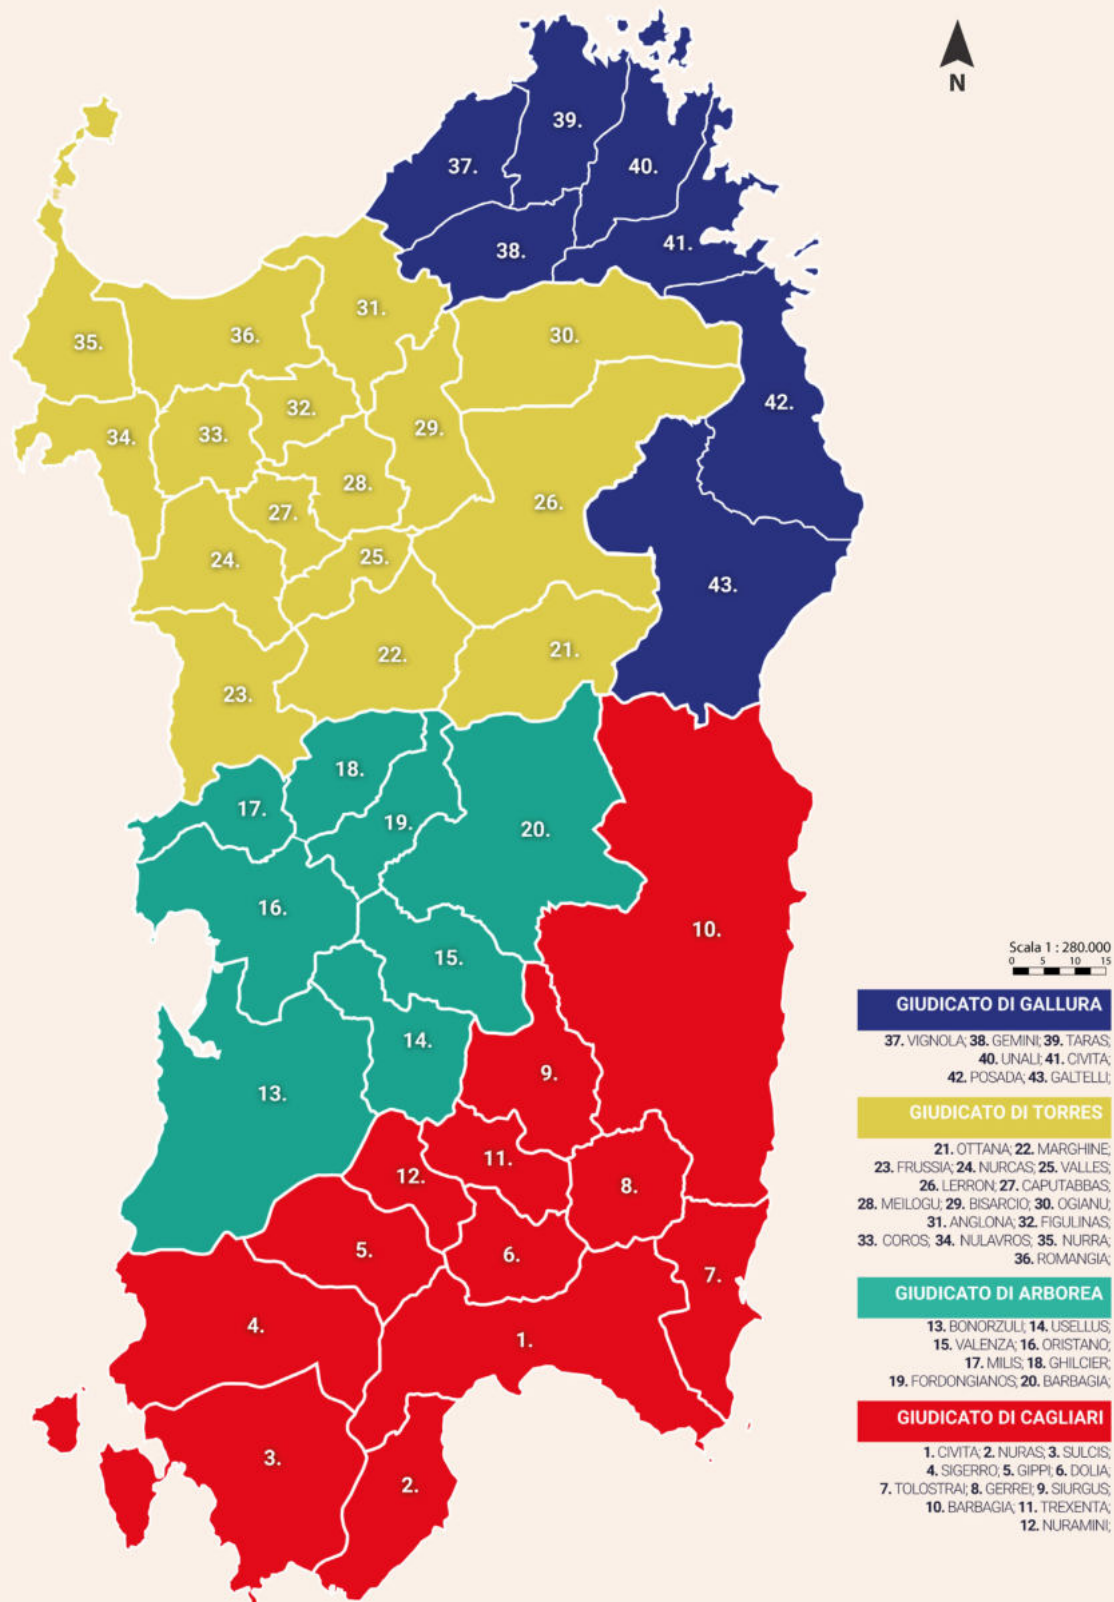 N
39.
37.
40.
38.
41.
31.
35.
36.
30.
32.
42.
34.
33.
29.
28.
27.
26.
24.
25.
43.
22.
21.
23.
18.
17.
19.
20.
16.
10.
15.
14.
9.
13.
11.
12.
8.
5.
6.
7.
4.
1.
3.
2.
Scala 1 : 280.000
0 5 10 15
GIUDICATO DI GALLURA
37. VIGNOLA; 38. GEMINI; 39. TARAS;
40. UNALI; 41. CIVITA;
42. POSADA; 43. GALTELLI;
GIUDICATO DI TORRES
21. OTTANA; 22. MARGHINE;
23. FRUSSIA; 24. NURCAS; 25. VALLES;
26. LERRON; 27. CAPUTABBAS;
28. MEILOGU; 29. BISARCIO; 30. OGIANU;
31. ANGLONA; 32. FIGULINAS;
33. COROS; 34. NULAVROS; 35. NURRA;
36. ROMANGIA;
GIUDICATO DI ARBOREA
13. BONORZULI; 14. USELLUS;
15. VALENZA; 16. ORISTANO;
17. MILIS; 18. GHILCIER;
19. FORDONGIANOS; 20. BARBAGIA;
GIUDICATO DI CAGLIARI
1. CIVITA; 2. NURAS; 3. SULCIS;
4. SIGERRO; 5. GIPPI; 6. DOLIA;
7. TOLOSTRAI; 8. GERREI; 9. SIURGUS;
10. BARBAGIA; 11. TREXENTA;
12. NURAMINI;